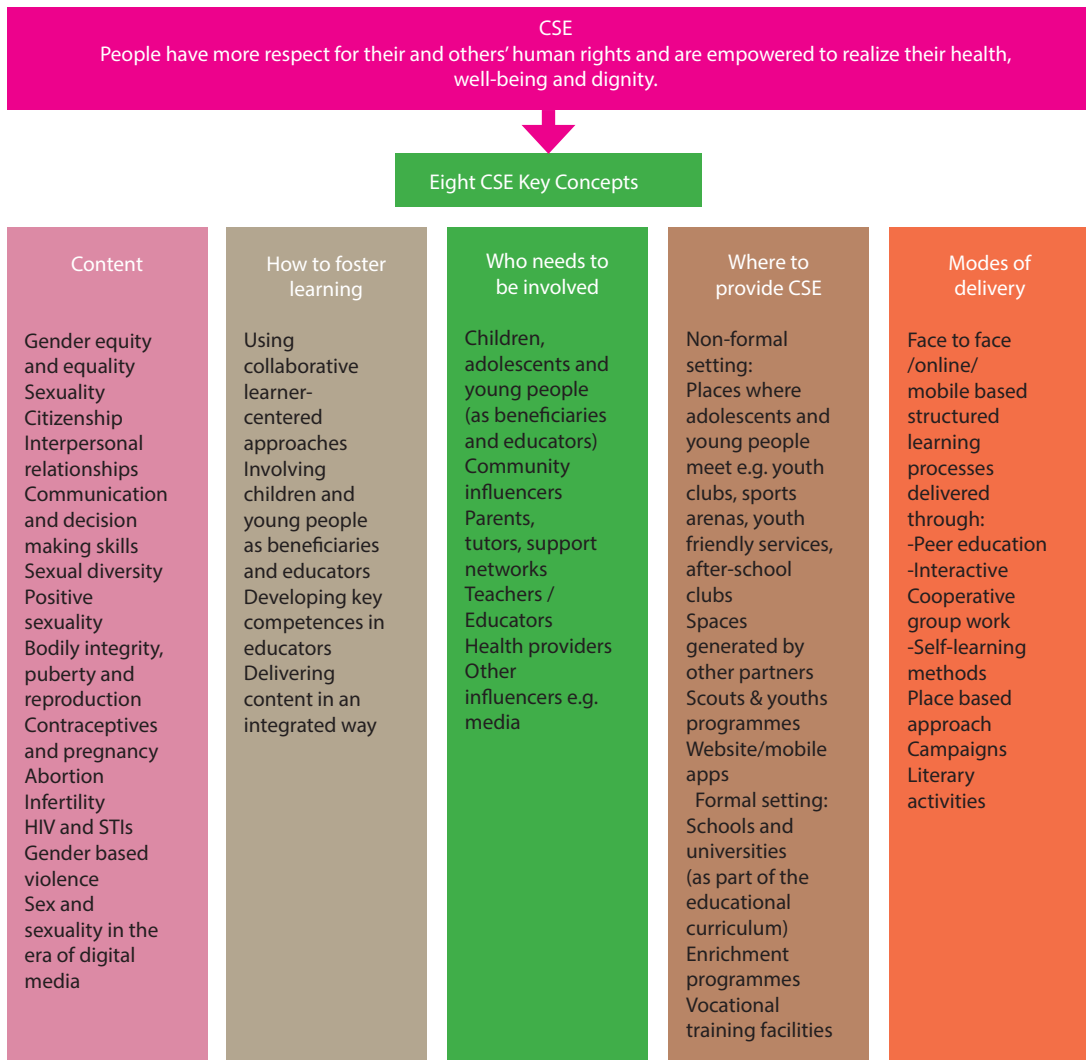 CSE
People have more respect for their and others’ human rights and are empowered to realize their health,
well-being and dignity.
Eight CSE Key Concepts
Content
Gender equity
and equality
Sexuality
Citizenship
Interpersonal
relationships
Communication
and decision
making skills
Sexual diversity
Positive
sexuality
Bodily integrity,
puberty and
reproduction
Contraceptives
and pregnancy
Abortion
Infertility
HIV and STIs
Gender based
violence
Sex and
sexuality in the
era of digital
media
How to foster
learning
Using
collaborative
learner-
centered
approaches
Involving
children and
young people
as beneficiaries
and educators
Developing key
competences in
educators
Delivering
content in an
integrated way
Who needs to
be involved
Children,
adolescents and
young people
(as beneficiaries
and educators)
Community
influencers
Parents,
tutors, support
networks
Teachers /
Educators
Health providers
Other
influencers e.g.
media
Where to
provide CSE
Non-formal
setting:
Places where
adolescents and
young people
meet e.g. youth
clubs, sports
arenas, youth
friendly services,
after-school
clubs
Spaces
generated by
other partners
Scouts & youths
programmes
Website/mobile
apps
Formal setting:
Schools and
universities
(as part of the
educational
curriculum)
Enrichment
programmes
Vocational
training facilities
Modes of
delivery
Face to face
/online/
mobile based
structured
learning
processes
delivered
through:
-Peer education
-Interactive
Cooperative
group work
-Self-learning
methods
Place based
approach
Campaigns
Literary
activities